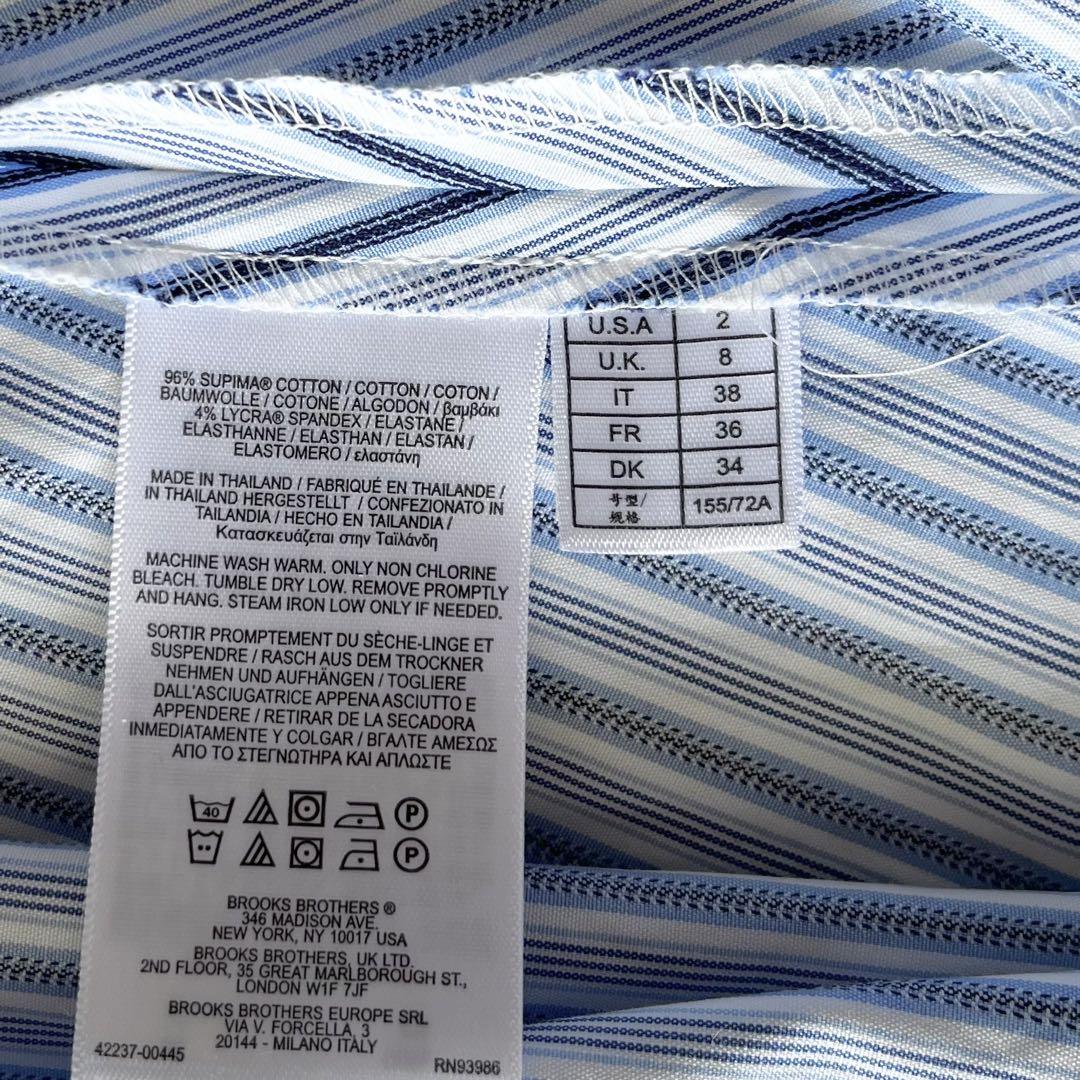 96% SUPIMA® COTTON / COTTON / COTON /
BAUMWOLLE / COTONE / ALGODON / βαμβάκι
4% LYCRA® SPANDEX / ELASTANE /
ELASTHANNE / ELASTHAN / ELASTAN /
ELASTOMERO / ελαστάνη
MADE IN THAILAND / FABRIQUÉ EN THAILANDE /
IN THAILAND HERGESTELLT / CONFEZIONATO IN
TAILANDIA / HECHO EN TAILANDIA /
Κατασκευάζεται στην Ταϊλάνδη
MACHINE WASH WARM. ONLY NON CHLORINE
BLEACH. TUMBLE DRY LOW. REMOVE PROMPTLY
AND HANG. STEAM IRON LOW ONLY IF NEEDED.
SORTIR PROMPTEMENT DU SÈCHE-LINGE ET
SUSPENDRE / RASCH AUS DEM TROCKNER
NEHMEN UND AUFHÄNGEN / TOGLIERE
DALL'ASCIUGATRICE APPENA ASCIUTTO E
APPENDERE / RETIRAR DE LA SECADORA
INMEDIATAMENTE Y COLGAR / ΒΓΑΛΤΕ ΑΜΕΣΩΣ
ΑΠΟ ΤΟ ΣΤΕΓΝΩΤΗΡΑ ΚΑΙ ΑΠΛΩΣΤΕ
40 P
P
BROOKS BROTHERS ®
346 MADISON AVE.
NEW YORK, NY 10017 USA
BROOKS BROTHERS, UK LTD.
2ND FLOOR, 35 GREAT MARLBOROUGH ST.,
LONDON W1F 7JF
BROOKS BROTHERS EUROPE SRL
VIA V. FORCELLA, 3
20144 - MILANO ITALY
42237-00445 RN93986
U.S.A 2
U.K. 8
IT 38
FR 36
DK 34
号型/
规格 155/72A